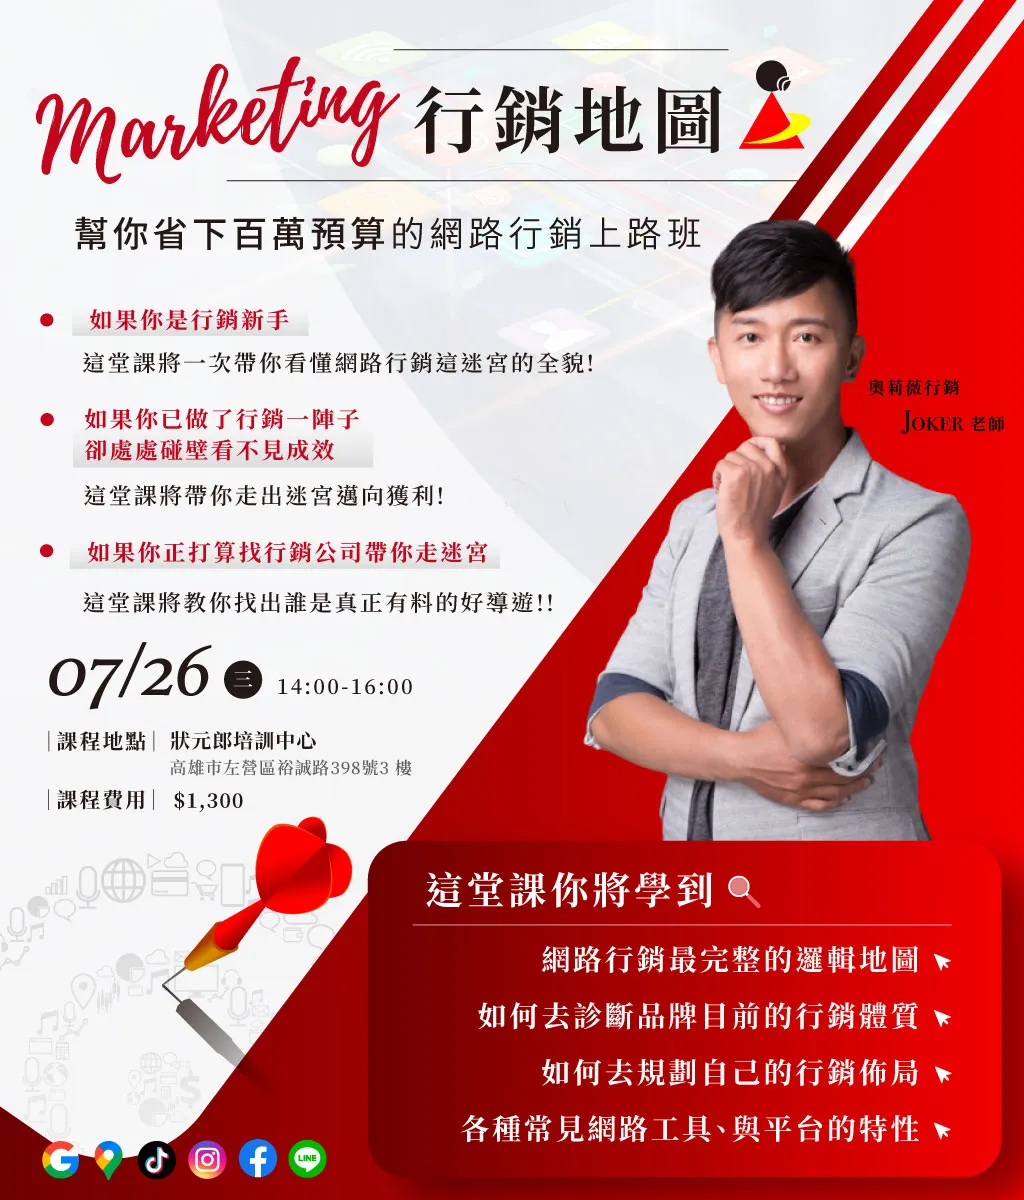 Marketing 行銷地圖
幫你省下百萬預算的網路行銷上路班
如果你是行銷新手
這堂課將一次帶你看懂網路行銷這迷宮的全貌!
如果你已做了行銷一陣子
卻處處碰壁看不見成效
這堂課將帶你走出迷宮邁向獲利!
如果你正打算找行銷公司帶你走迷宮
這堂課將教你找出誰是真正有料的好導遊!!
奧莉薇行銷
JOKER 老師
07/26 三 14:00-16:00
|課程地點| 狀元郎培訓中心
高雄市左營區裕誠路398號3 樓
|課程費用| $1,300
這堂課你將學到
網路行銷最完整的邏輯地圖
如何去診斷品牌目前的行銷體質
如何去規劃自己的行銷佈局
各種常見網路工具、與平台的特性
LINE